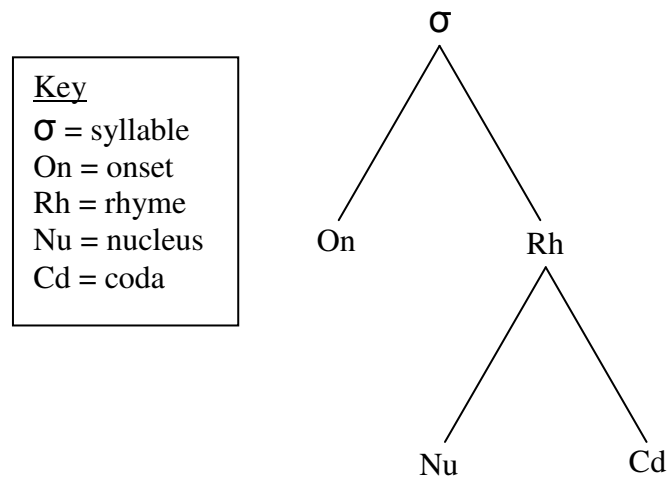 σ
Key
σ = syllable
On = onset
Rh = rhyme
Nu = nucleus
Cd = coda
On
Rh
Nu
Cd